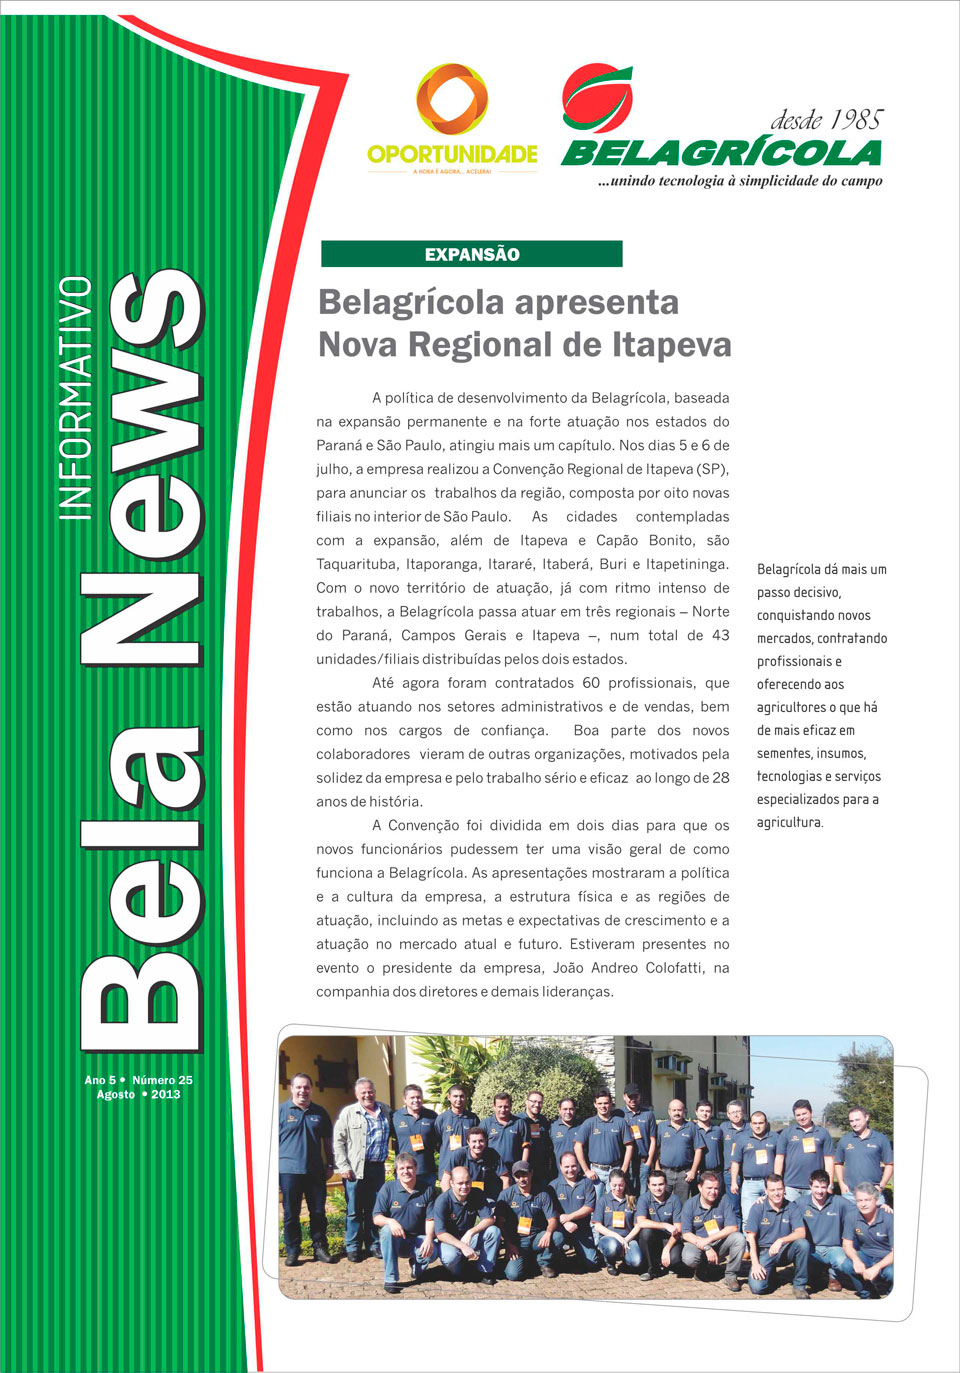 OPORTUNIDADE
A HORA É AGORA... ACELERA!
desde 1985
BELAGRÍCOLA
...unindo tecnologia à simplicidade do campo
INFORMATIVO
Bela News
Ano 5 • Número 25
Agosto • 2013
EXPANSÃO
Belagrícola apresenta
Nova Regional de Itapeva
A política de desenvolvimento da Belagrícola, baseada
na expansão permanente e na forte atuação nos estados do
Paraná e São Paulo, atingiu mais um capítulo. Nos dias 5 e 6 de
julho, a empresa realizou a Convenção Regional de Itapeva (SP),
para anunciar os trabalhos da região, composta por oito novas
filiais no interior de São Paulo. As cidades contempladas
com a expansão, além de Itapeva e Capão Bonito, são
Taquarituba, Itaporanga, Itararé, Itaberá, Buri e Itapetininga.
Com o novo território de atuação, já com ritmo intenso de
trabalhos, a Belagrícola passa atuar em três regionais – Norte
do Paraná, Campos Gerais e Itapeva –, num total de 43
unidades/filiais distribuídas pelos dois estados.
Até agora foram contratados 60 profissionais, que
estão atuando nos setores administrativos e de vendas, bem
como nos cargos de confiança. Boa parte dos novos
colaboradores vieram de outras organizações, motivados pela
solidez da empresa e pelo trabalho sério e eficaz ao longo de 28
anos de história.
A Convenção foi dividida em dois dias para que os
novos funcionários pudessem ter uma visão geral de como
funciona a Belagrícola. As apresentações mostraram a política
e a cultura da empresa, a estrutura física e as regiões de
atuação, incluindo as metas e expectativas de crescimento e a
atuação no mercado atual e futuro. Estiveram presentes no
evento o presidente da empresa, João Andreo Colofatti, na
companhia dos diretores e demais lideranças.
Belagrícola dá mais um
passo decisivo,
conquistando novos
mercados, contratando
profissionais e
oferecendo aos
agricultores o que há
de mais eficaz em
sementes, insumos,
tecnologias e serviços
especializados para a
agricultura.